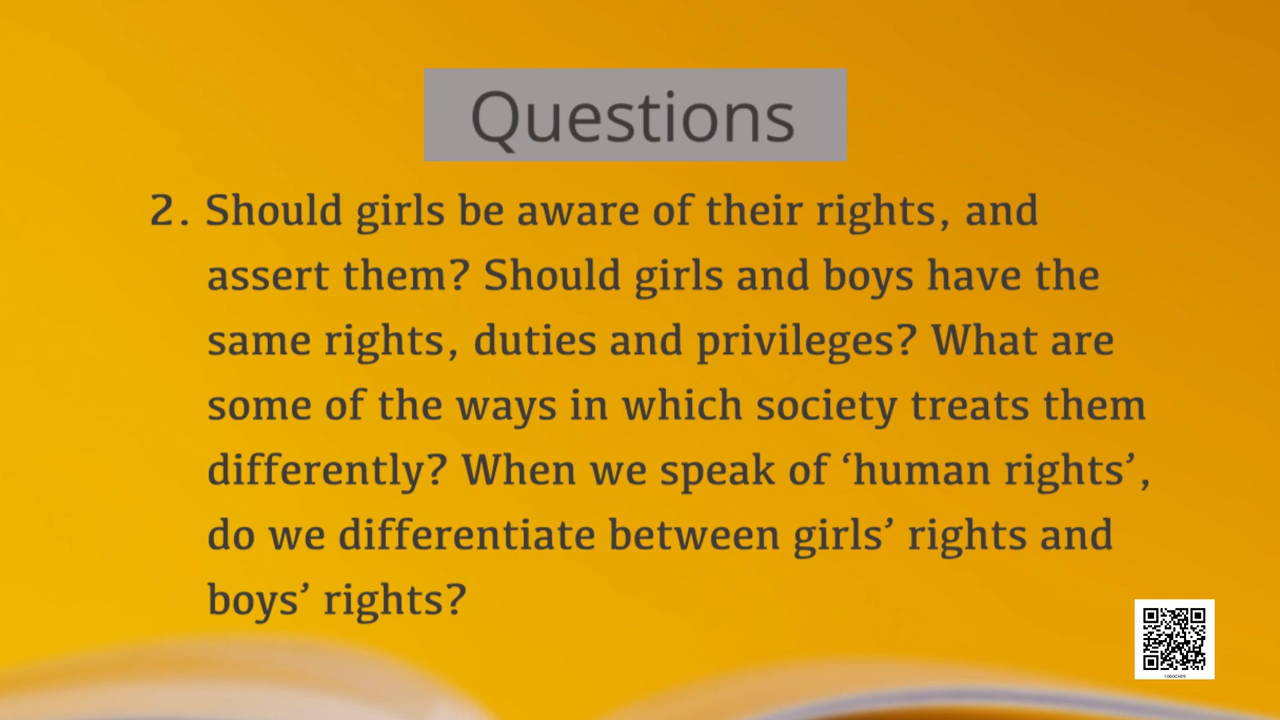 Questions
2. Should girls be aware of their rights, and
assert them? Should girls and boys have the
same rights, duties and privileges? What are
some of the ways in which society treats them
differently? When we speak of ‘human rights’,
do we differentiate between girls’ rights and
boys’ rights?